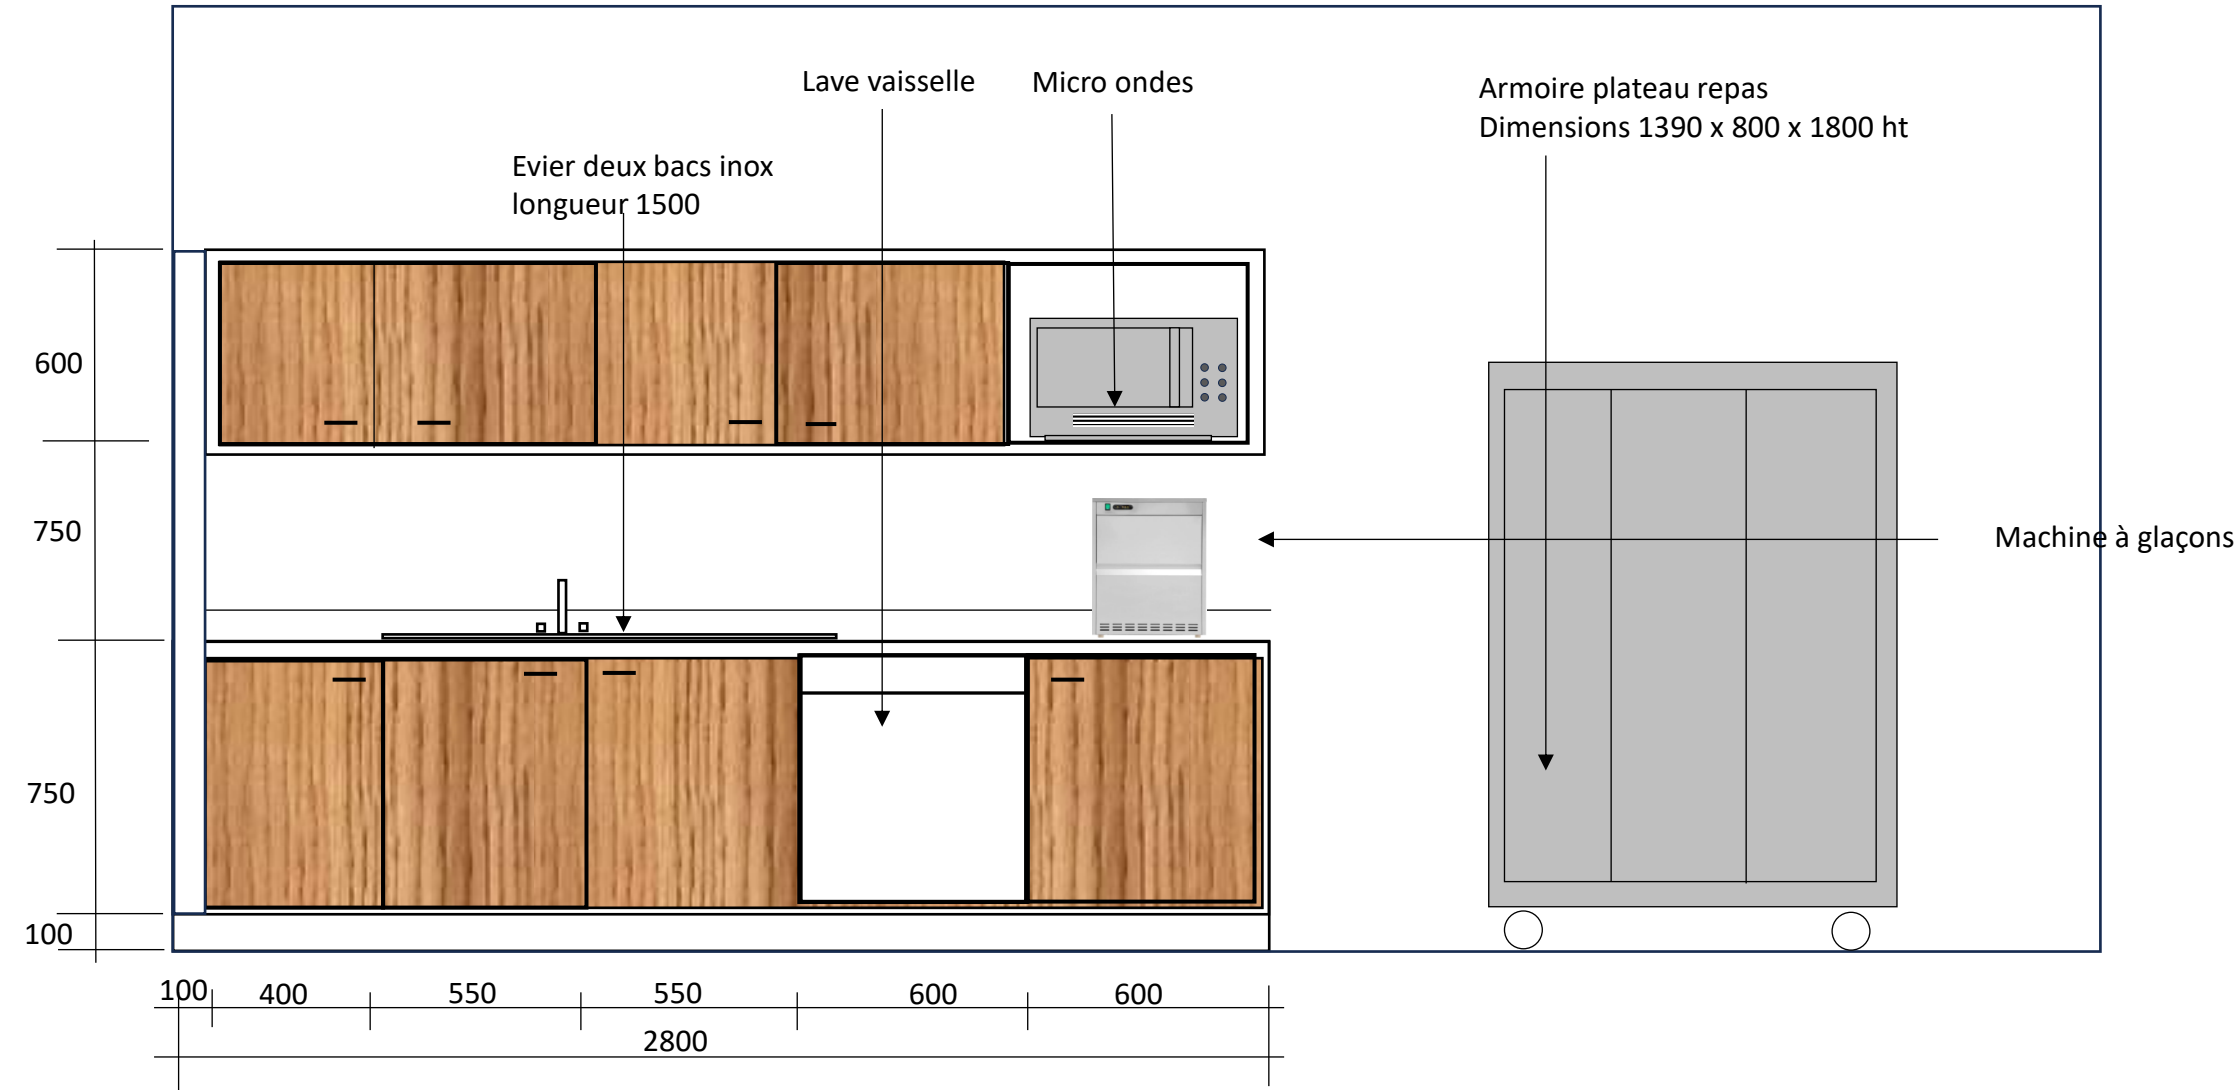 Lave vaisselle
Micro ondes
Armoire plateau repas
Dimensions 1390 x 800 x 1800 ht
Evier deux bacs inox
longueur 1500
600
750
Machine à glaçons
750
100
100
400
550
550
600
600
2800